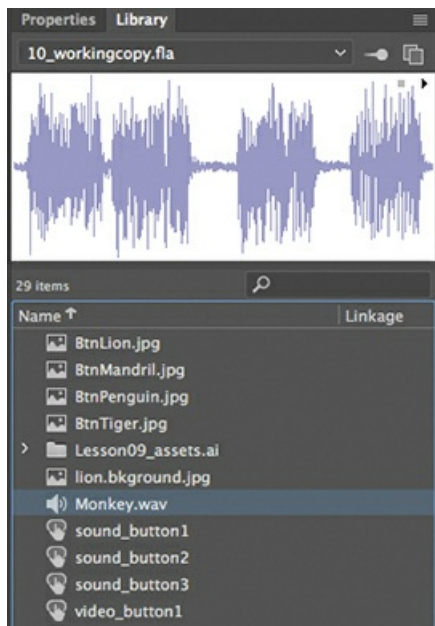 Properties Library
10_workingcopy.fla
29 items
Name Linkage
BtnLion.jpg
BtnMandril.jpg
BtnPenguin.jpg
BtnTiger.jpg
Lesson09_assets.ai
lion.bkground.jpg
Monkey.wav
sound_button1
sound_button2
sound_button3
video_button1